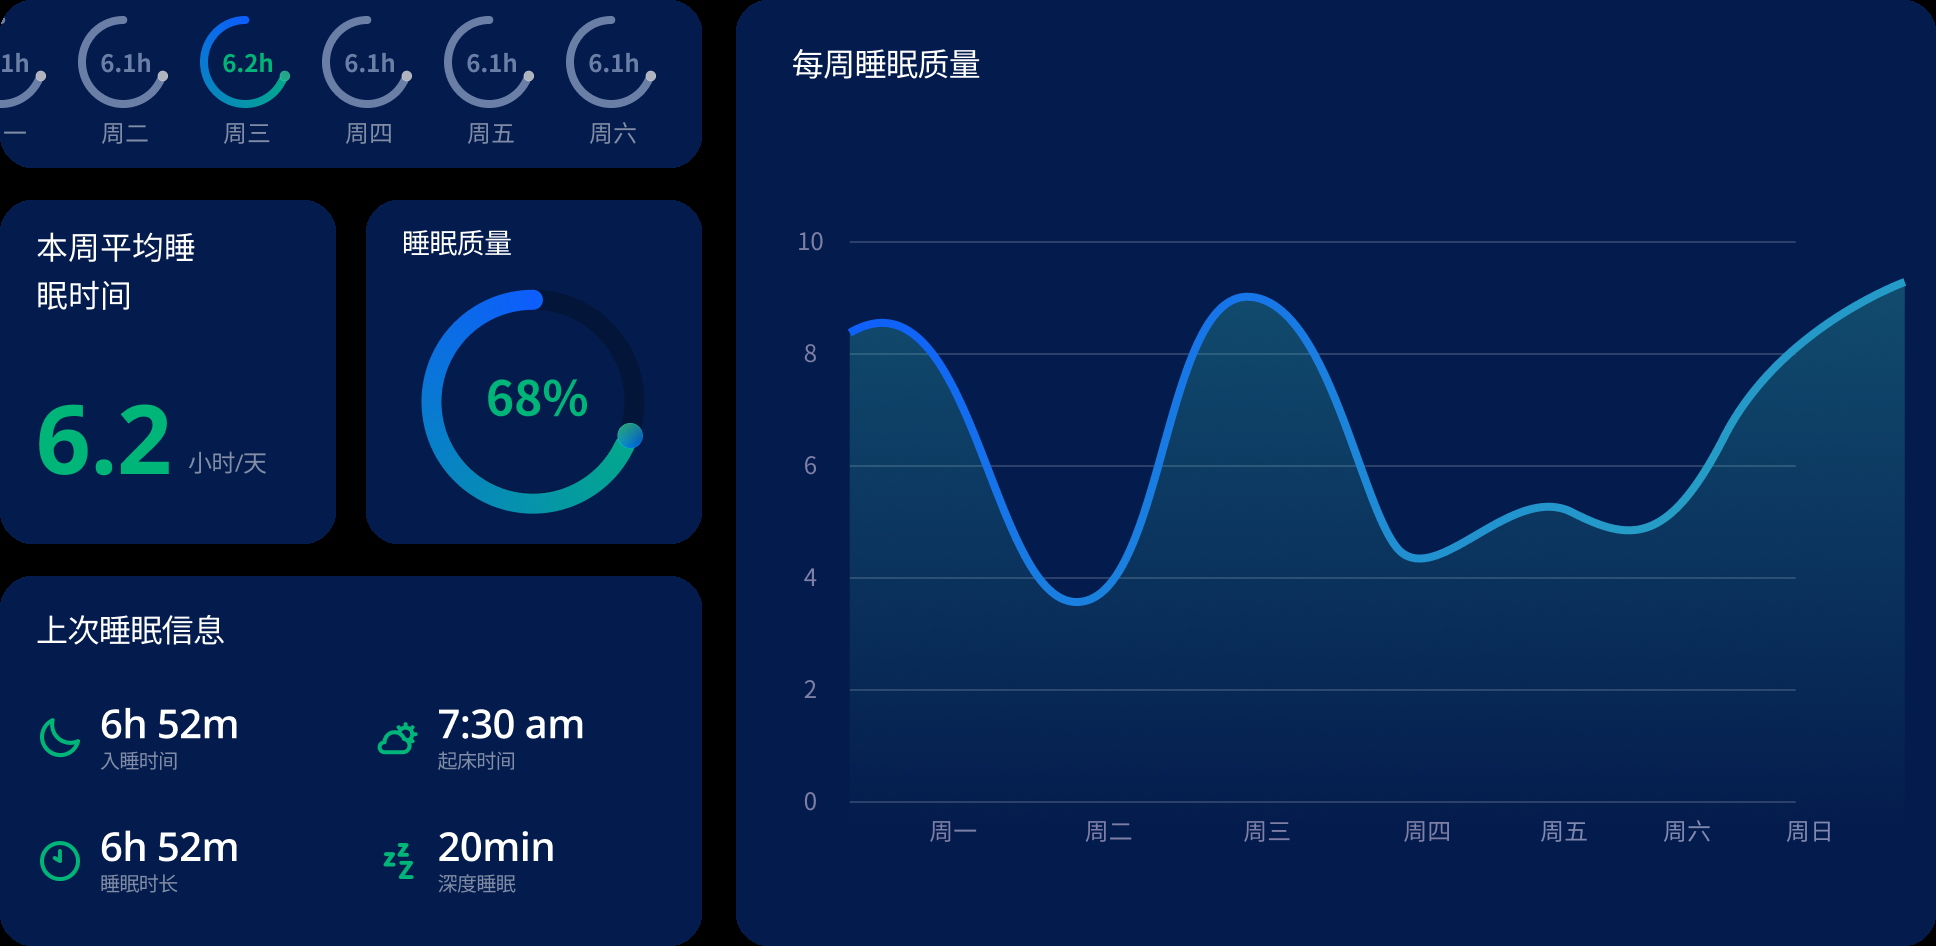 1h 6.1h 6.2h 6.1h 6.1h 6.1h
一 周二 周三 周四 周五 周六
本周平均睡
眠时间
6.2 小时/天
睡眠质量
68%
上次睡眠信息
6h 52m
入睡时间
7:30 am
起床时间
6h 52m
睡眠时长
20min
深度睡眠
每周睡眠质量
10
8
6
4
2
0
周一 周二 周三 周四 周五 周六 周日